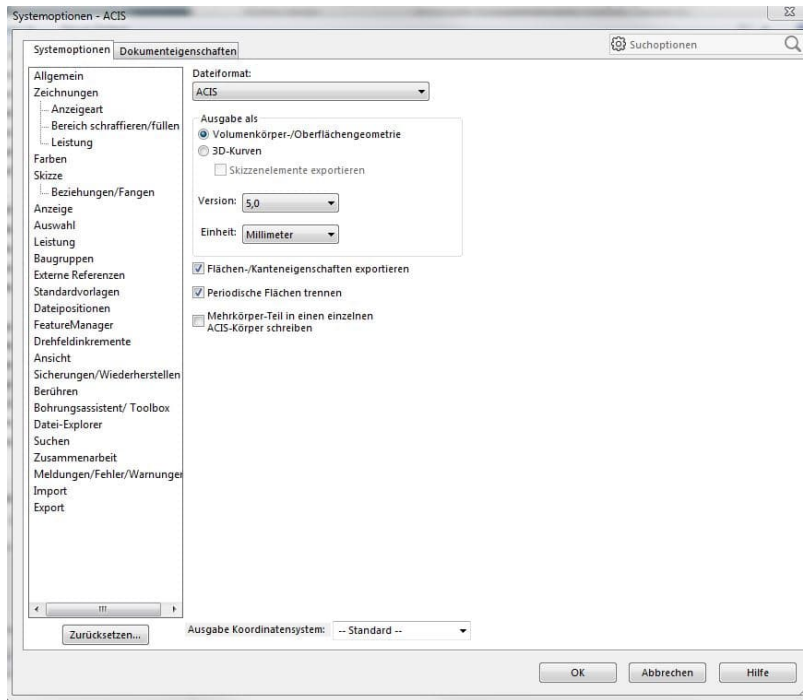 Systemoptionen - ACIS
Systemoptionen
Dokumenteigenschaften
Suchoptionen
Allgemein
Zeichnungen
Anzeigeart
Bereich schraffieren/füllen
Leistung
Farben
Skizze
Beziehungen/Fangen
Anzeige
Auswahl
Leistung
Baugruppen
Externe Referenzen
Standardvorlagen
Dateipositionen
FeatureManager
Drehfeldinkremente
Ansicht
Sicherungen/Wiederherstellen
Berühren
Bohrungsassistent/ Toolbox
Datei-Explorer
Suchen
Zusammenarbeit
Meldungen/Fehler/Warnunger
Import
Export
Zurücksetzen...
Dateiformat:
ACIS
Ausgabe als
Volumenkörper-/Oberflächengeometrie
3D-Kurven
Skizzenelemente exportieren
Version: 5,0
Einheit: Millimeter
Flächen-/Kanteneigenschaften exportieren
Periodische Flächen trennen
Mehrkörper-Teil in einen einzelnen
ACIS-Körper schreiben
Ausgabe Koordinatensystem: -- Standard --
OK
Abbrechen
Hilfe